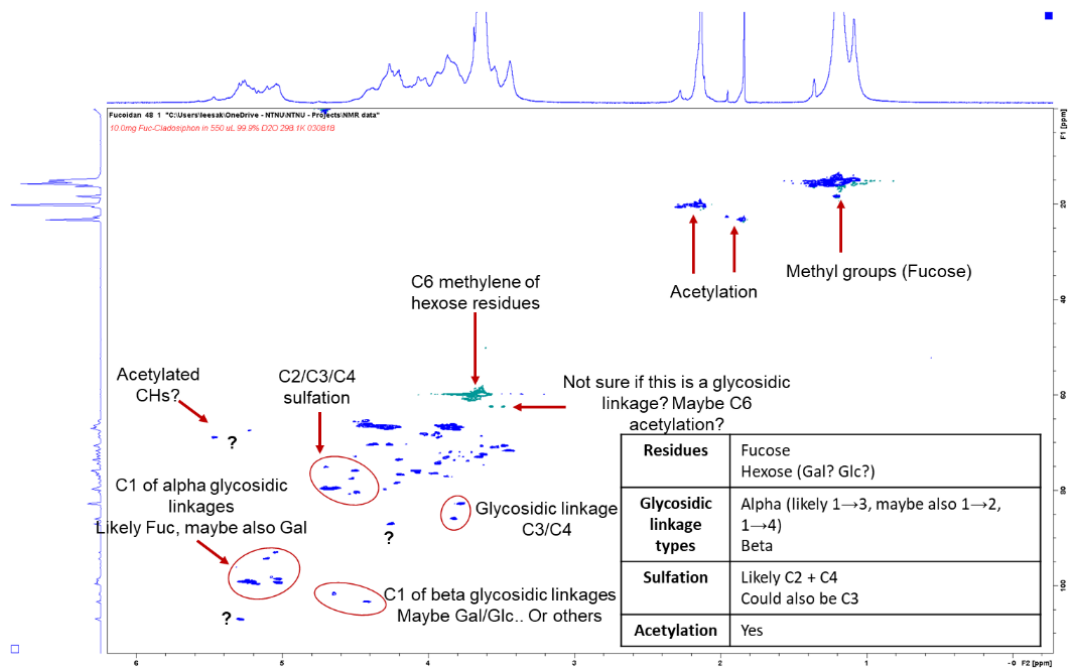 Fucoidan 48 1 "C:\Users\leesak\OneDrive - NTNU\NTNU - Projects\NMR data"
10.0mg Fuc-Cladosiphon in 550 uL 99.9% D2O 298.1K 030818
F1 [ppm]
20
40
60
80
100
Methyl groups (Fucose)
Acetylation
C6 methylene of
hexose residues
Not sure if this is a glycosidic
linkage? Maybe C6
acetylation?
Acetylated
CHs?
?
C2/C3/C4
sulfation
C1 of alpha glycosidic
linkages
Likely Fuc, maybe also Gal
?
Glycosidic linkage
C3/C4
?
C1 of beta glycosidic linkages
Maybe Gal/Glc.. Or others
Residues
Fucose
Hexose (Gal? Glc?)
Glycosidic
linkage
types
Alpha (likely 1→3, maybe also 1→2,
1→4)
Beta
Sulfation
Likely C2 + C4
Could also be C3
Acetylation
Yes
6 5 4 3 2 1 -0 F2 [ppm]